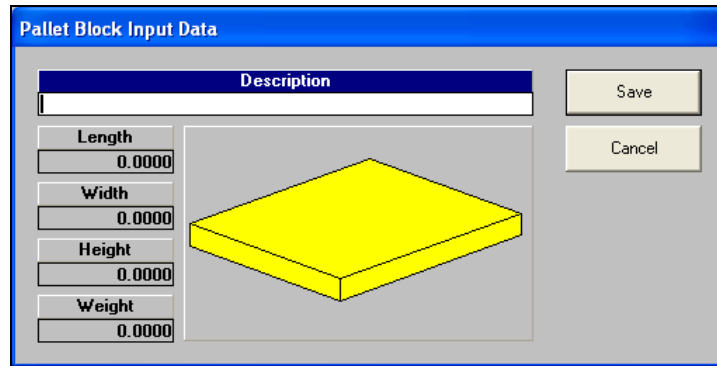 Pallet Block Input Data
Description
Save
Length
0.0000
Cancel
Width
0.0000
Height
0.0000
Weight
0.0000